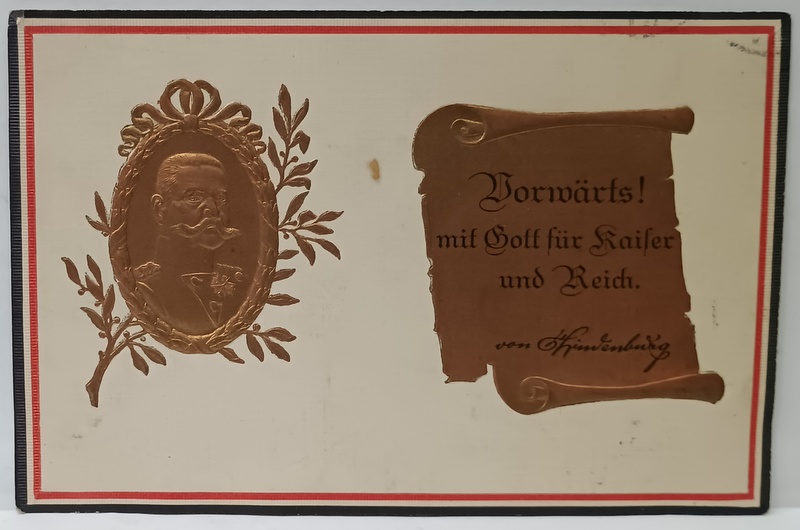 Vorwärts!
mit Gott für Kaiser
und Reich.
von Hindenburg